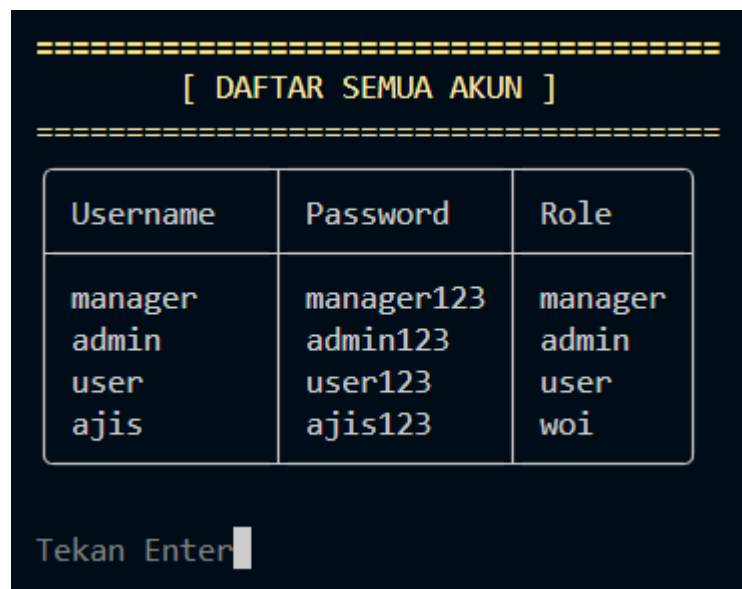 ======================================
[ DAFTAR SEMUA AKUN ]
======================================
Username Password Role
manager manager123 manager
admin admin123 admin
user user123 user
ajis ajis123 woi
Tekan Enter